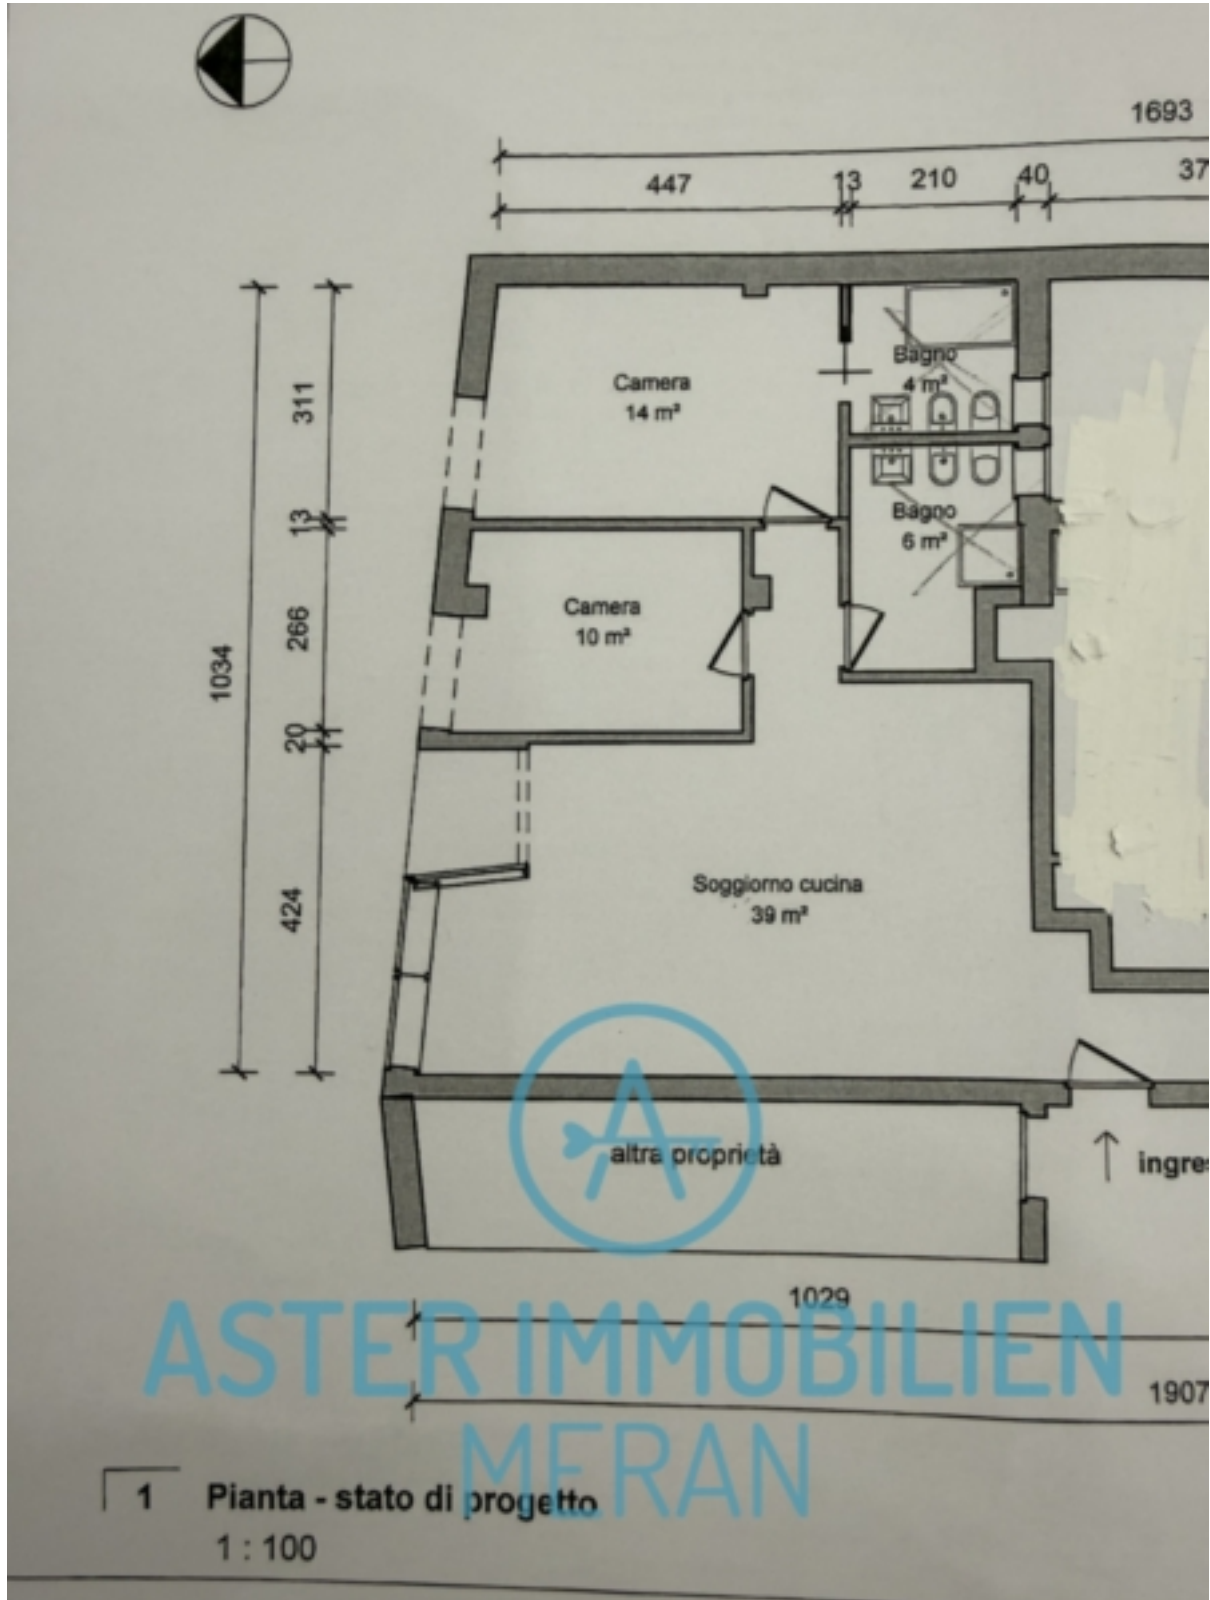 1693
447 13 210 40 37
311
13
266
20
424
1034
Camera
14 m²
Bagno
4 m²
Bagno
6 m²
Camera
10 m²
Soggiorno cucina
39 m²
altra proprietà
ingres
1029
ASTER IMMOBILIEN
MERAN
1907
1 Pianta - stato di progetto
1 : 100